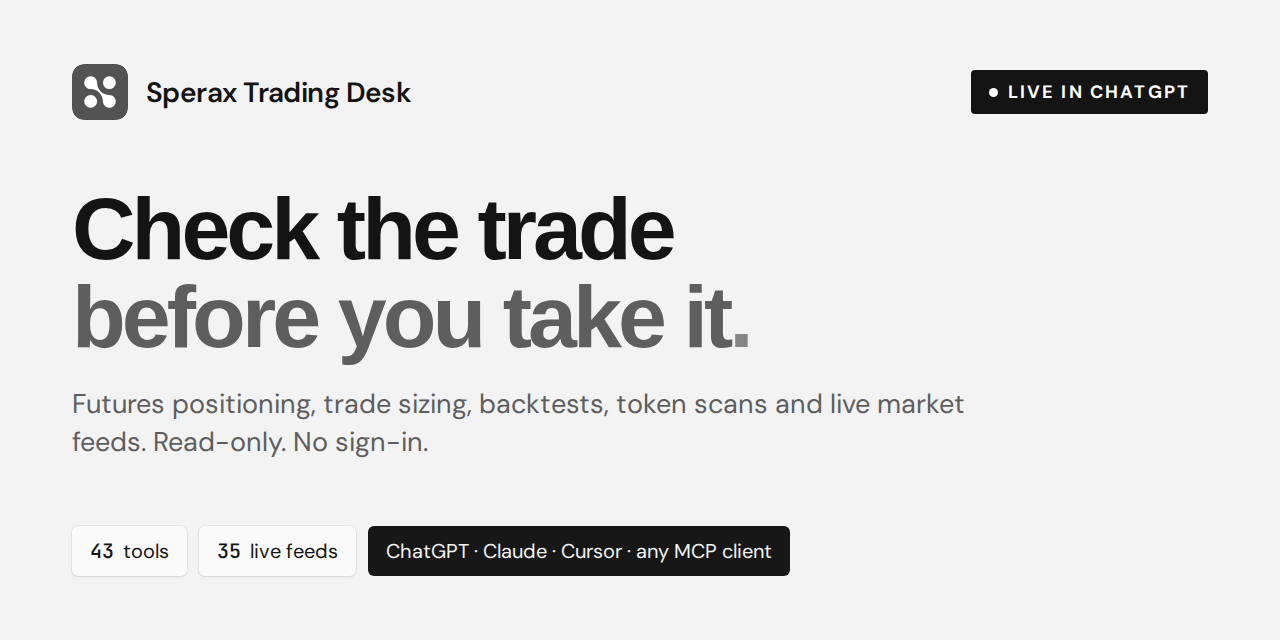 Sperax Trading Desk
LIVE IN CHATGPT
Check the trade
before you take it.
Futures positioning, trade sizing, backtests, token scans and live market
feeds. Read-only. No sign-in.
43 tools
35 live feeds
ChatGPT · Claude · Cursor · any MCP client